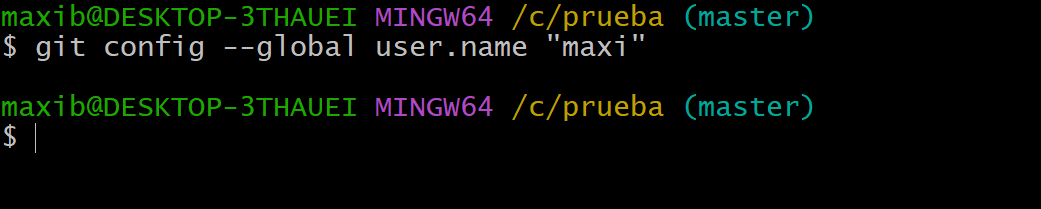 maxib@DESKTOP-3THAUEI MINGW64 /c/prueba (master)
$ git config --global user.name "maxi"
maxib@DESKTOP-3THAUEI MINGW64 /c/prueba (master)
$